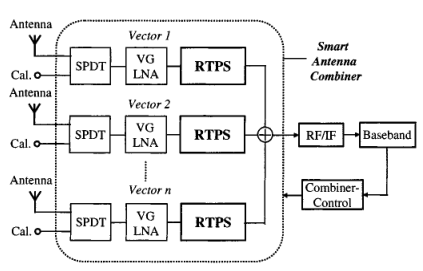 Antenna
Vector 1
Cal.
SPDT
VG
LNA
RTPS
Smart
Antenna
Combiner
Antenna
Vector 2
Cal.
SPDT
VG
LNA
RTPS
RF/IF
Baseband
Antenna
Vector n
Cal.
SPDT
VG
LNA
RTPS
Combiner-
Control